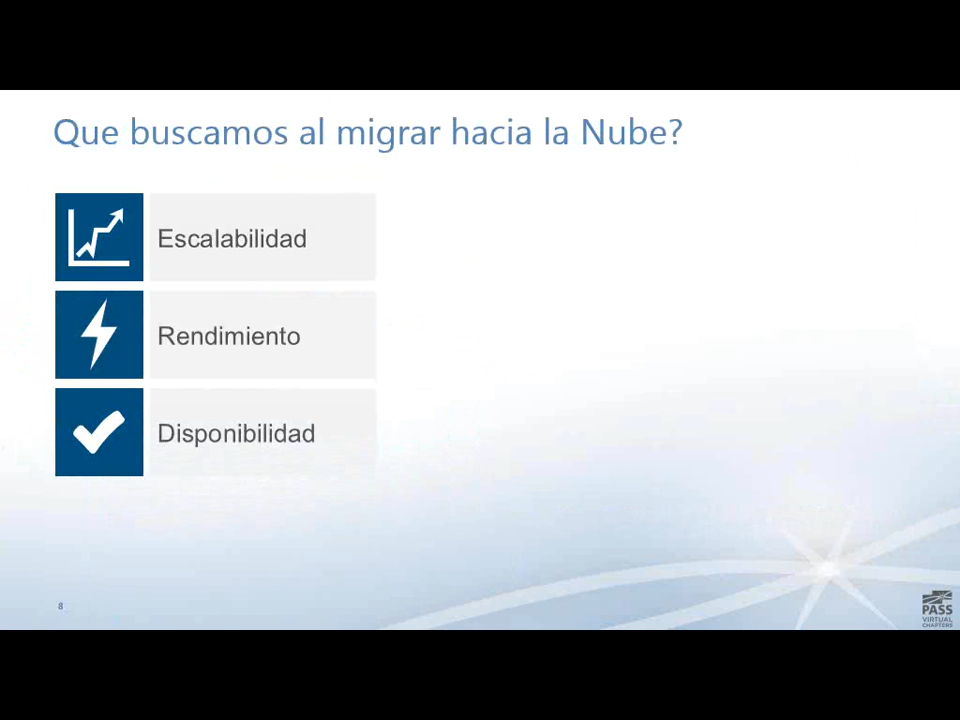 Que buscamos al migrar hacia la Nube?
Escalabilidad
Rendimiento
Disponibilidad
8
PASS
VIRTUAL
CHAPTERS